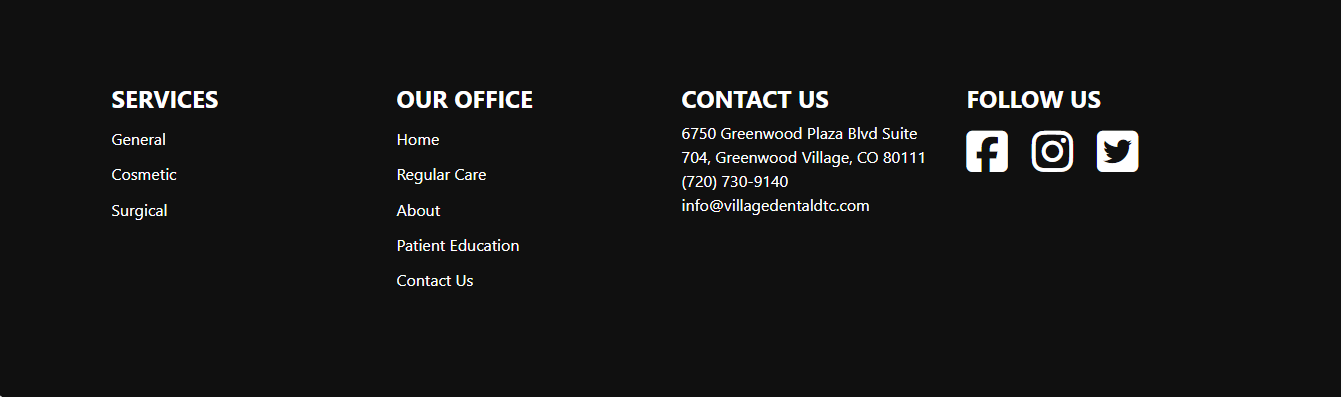 SERVICES
General
Cosmetic
Surgical
OUR OFFICE
Home
Regular Care
About
Patient Education
Contact Us
CONTACT US
6750 Greenwood Plaza Blvd Suite
704, Greenwood Village, CO 80111
(720) 730-9140
info@villagedentaldtc.com
FOLLOW US